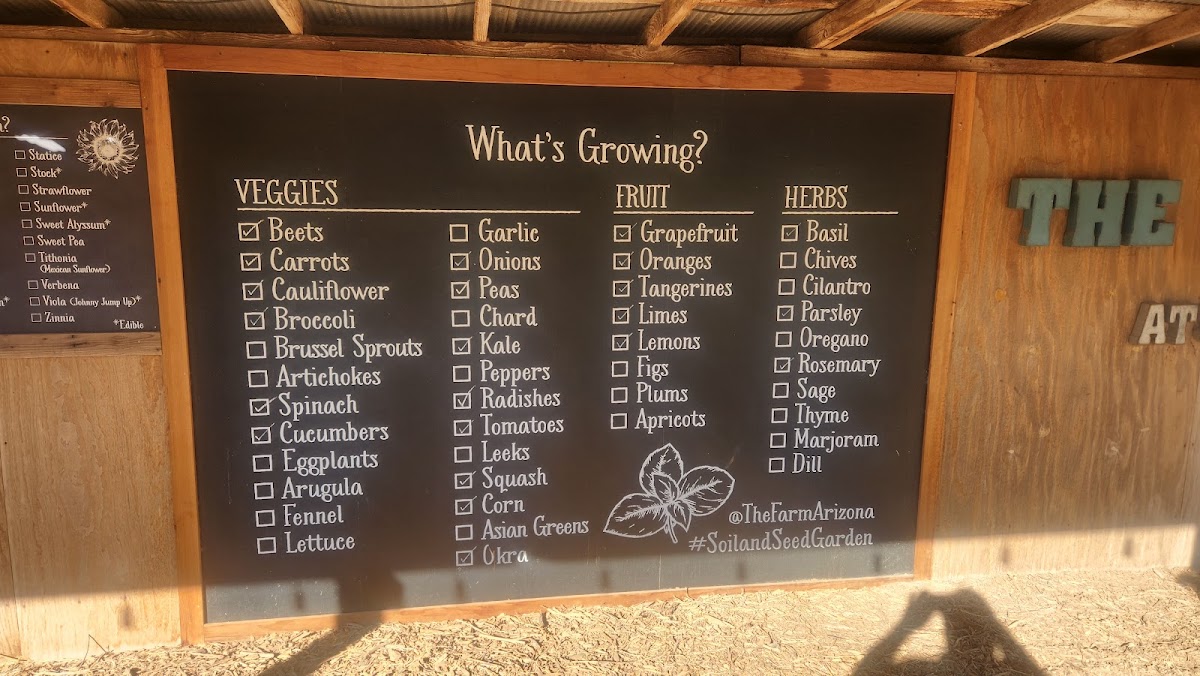 ?
☐ Statice
☐ Stock*
☐ Strawflower
☐ Sunflower*
☐ Sweet Alyssum*
☐ Sweet Pea
☐ Tithonia
(Mexican Sunflower)
☐ Verbena
☐ Viola (Johnny Jump Up)*
☐ Zinnia
*Edible
What's Growing?
VEGGIES
☑ Beets
☑ Carrots
☑ Cauliflower
☑ Broccoli
☐ Brussel Sprouts
☐ Artichokes
☑ Spinach
☑ Cucumbers
☐ Eggplants
☐ Arugula
☐ Fennel
☐ Lettuce
☐ Garlic
☑ Onions
☑ Peas
☐ Chard
☑ Kale
☐ Peppers
☑ Radishes
☑ Tomatoes
☐ Leeks
☑ Squash
☑ Corn
☐ Asian Greens
☑ Okra
FRUIT
☑ Grapefruit
☑ Oranges
☑ Tangerines
☑ Limes
☑ Lemons
☐ Figs
☐ Plums
☐ Apricots
HERBS
☑ Basil
☐ Chives
☐ Cilantro
☑ Parsley
☐ Oregano
☑ Rosemary
☐ Sage
☐ Thyme
☐ Marjoram
☐ Dill
@TheFarmArizona
#SoilandSeedGarden
THE
AT